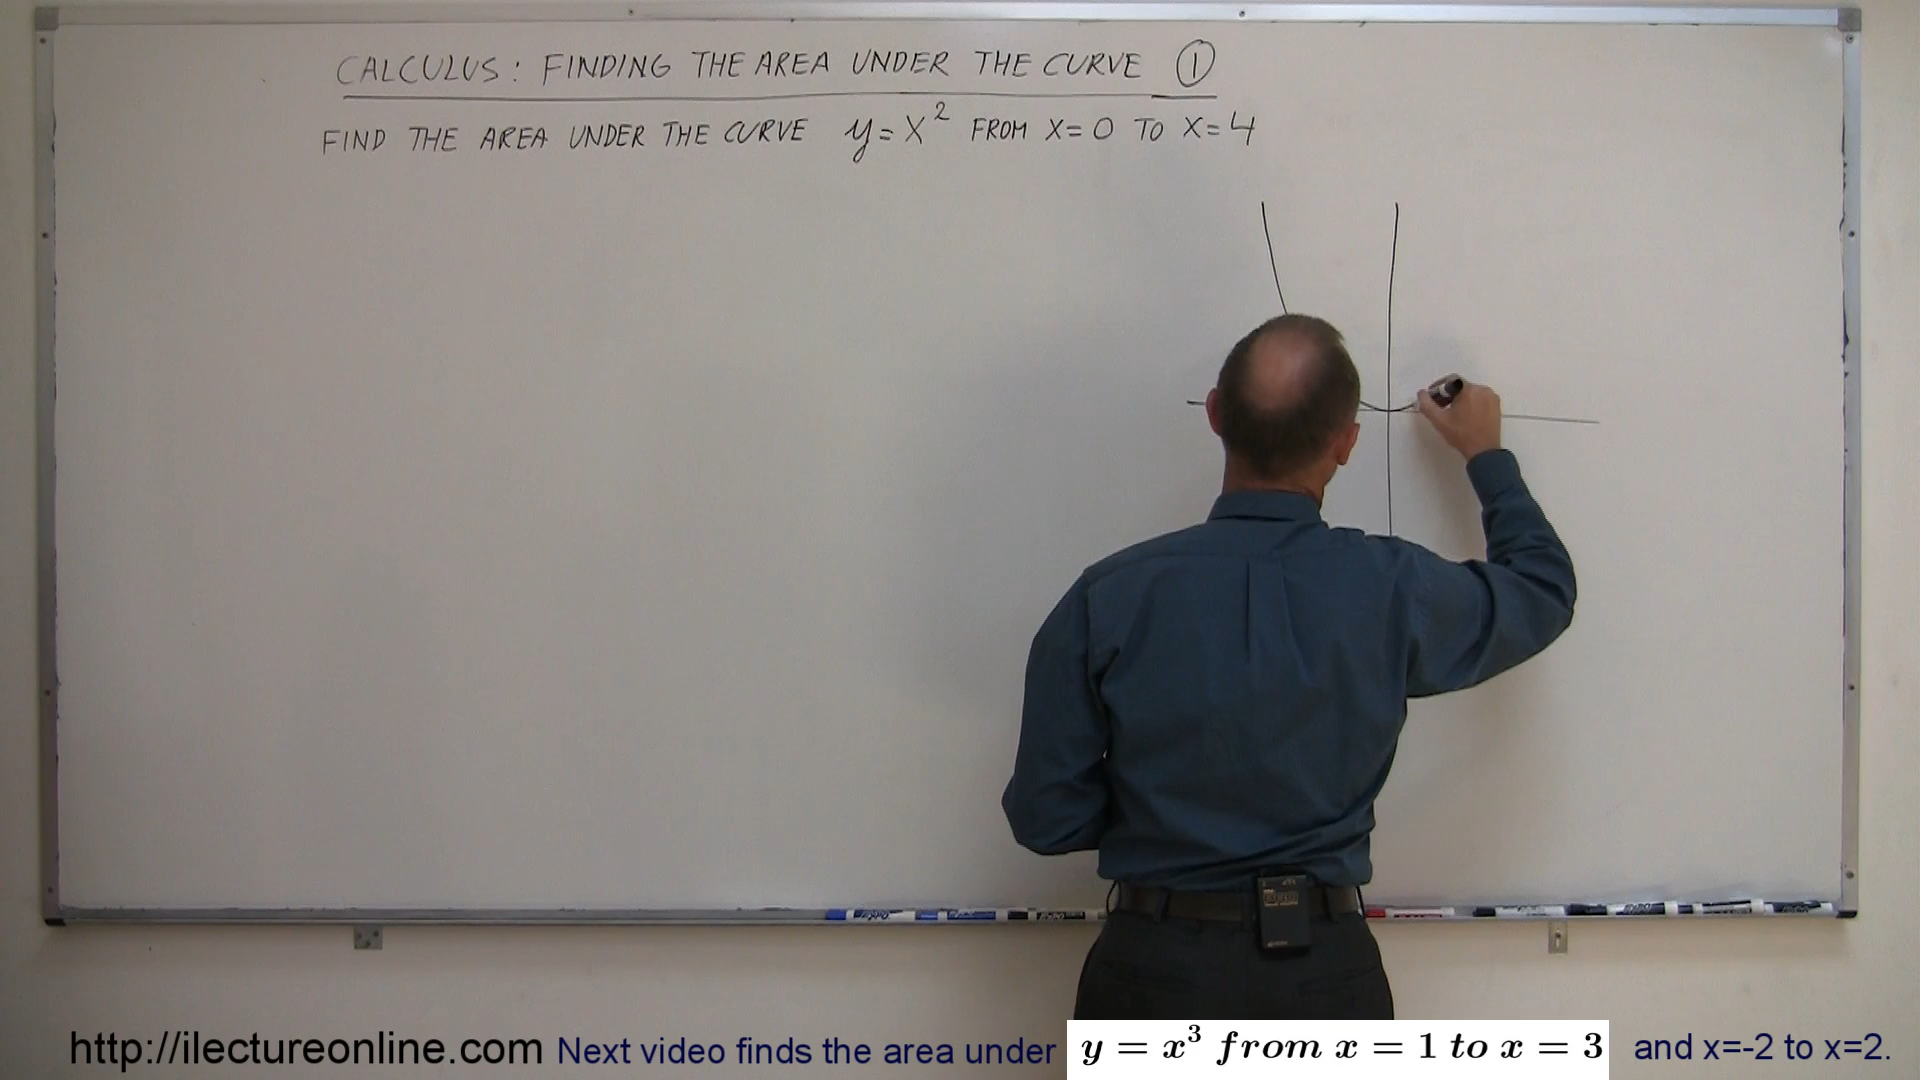 CALCULUS: FINDING THE AREA UNDER THE CURVE ①
FIND THE AREA UNDER THE CURVE y=x² FROM x=0 TO x=4
http://ilectureonline.com Next video finds the area under y = x³ from x = 1 to x = 3 and x=-2 to x=2.